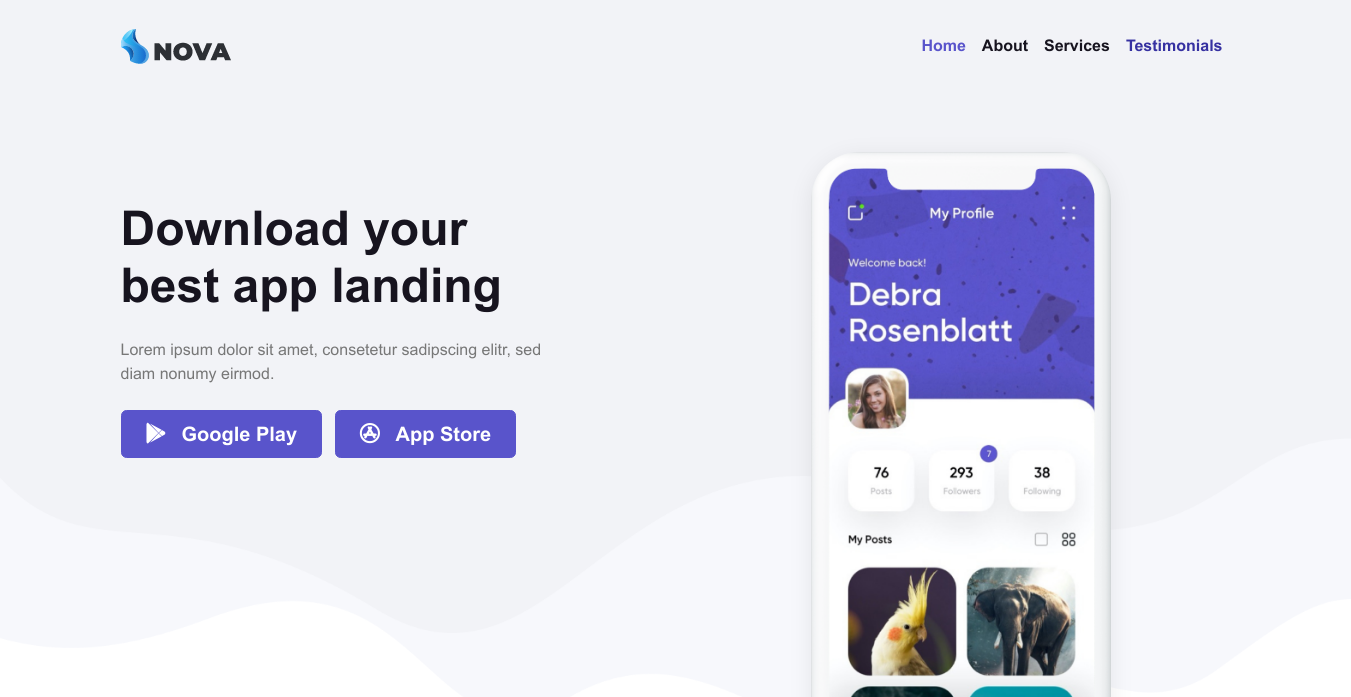 NOVA
Home About Services Testimonials
Download your
best app landing
Lorem ipsum dolor sit amet, consetetur sadipscing elitr, sed
diam nonumy eirmod.
Google Play App Store
My Profile
Welcome back!
Debra
Rosenblatt
7
76 293 38
Posts Followers Following
My Posts